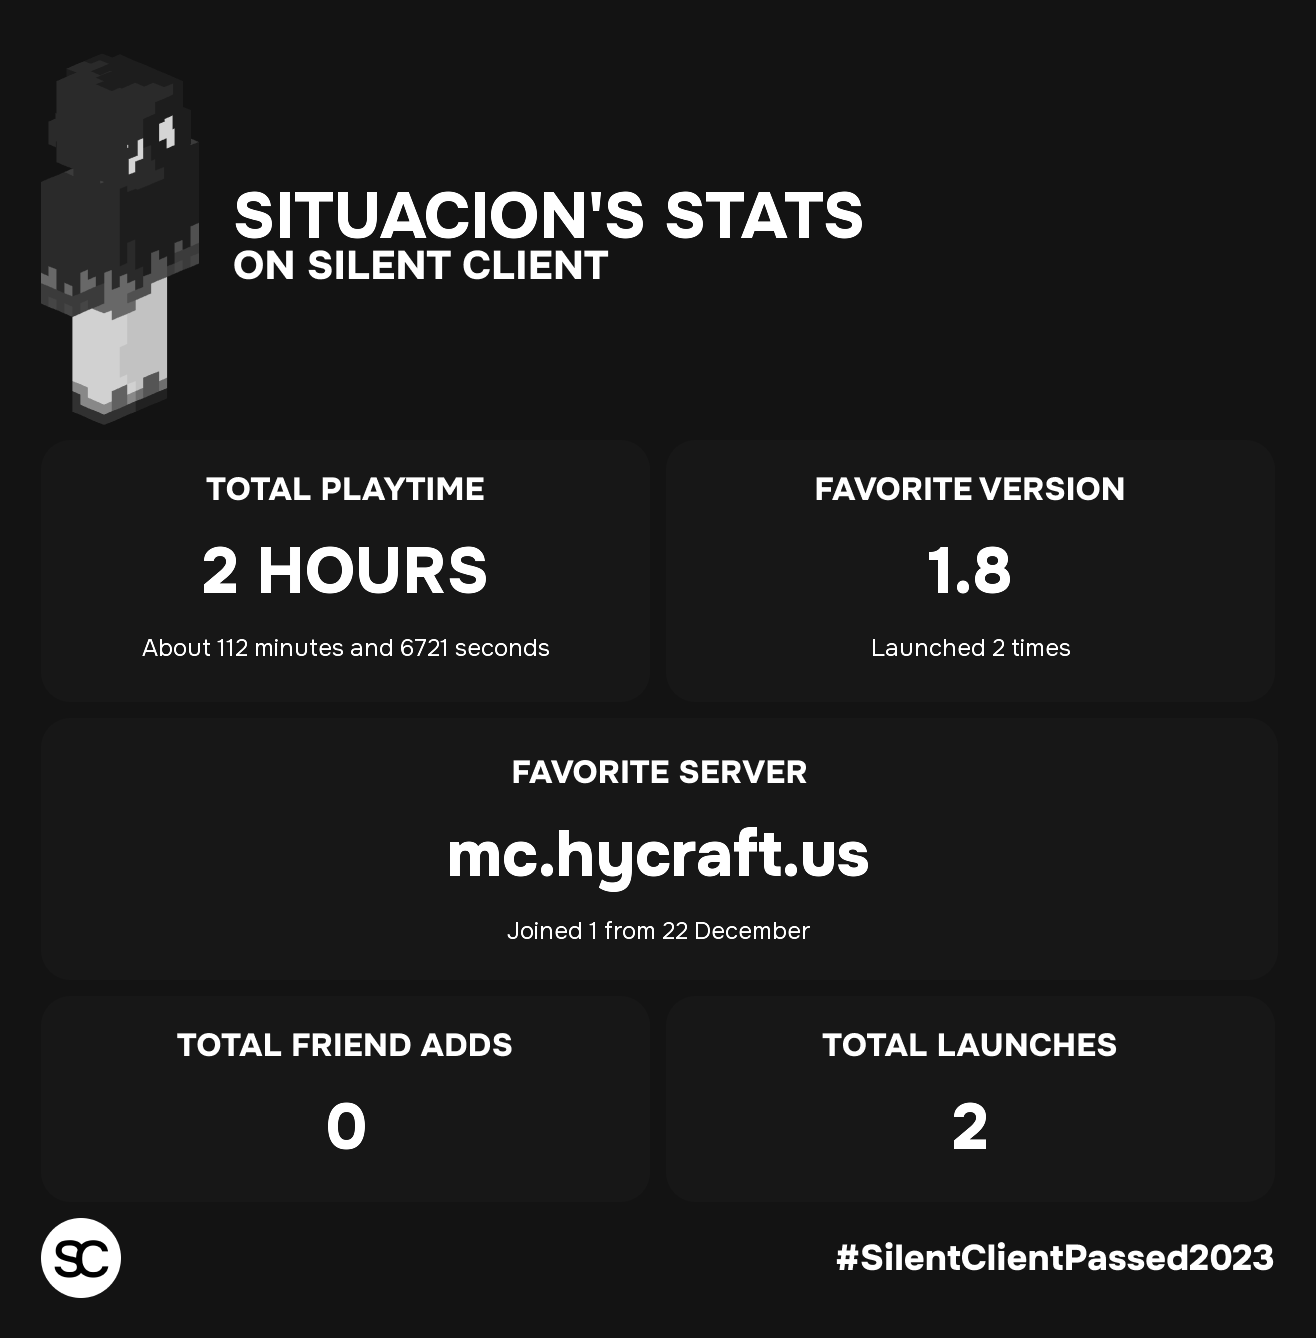 SITUACION'S STATS
ON SILENT CLIENT
TOTAL PLAYTIME
2 HOURS
About 112 minutes and 6721 seconds
FAVORITE VERSION
1.8
Launched 2 times
FAVORITE SERVER
mc.hycraft.us
Joined 1 from 22 December
TOTAL FRIEND ADDS
0
TOTAL LAUNCHES
2
SC
#SilentClientPassed2023